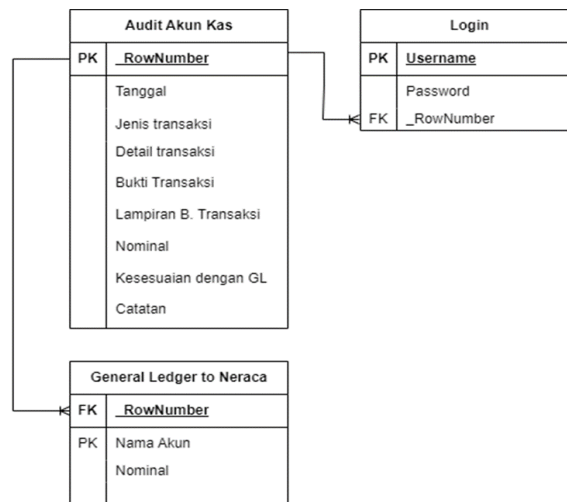 Audit Akun Kas
PK _RowNumber
Tanggal
Jenis transaksi
Detail transaksi
Bukti Transaksi
Lampiran B. Transaksi
Nominal
Kesesuaian dengan GL
Catatan
Login
PK Username
Password
FK _RowNumber
General Ledger to Neraca
FK _RowNumber
PK Nama Akun
Nominal